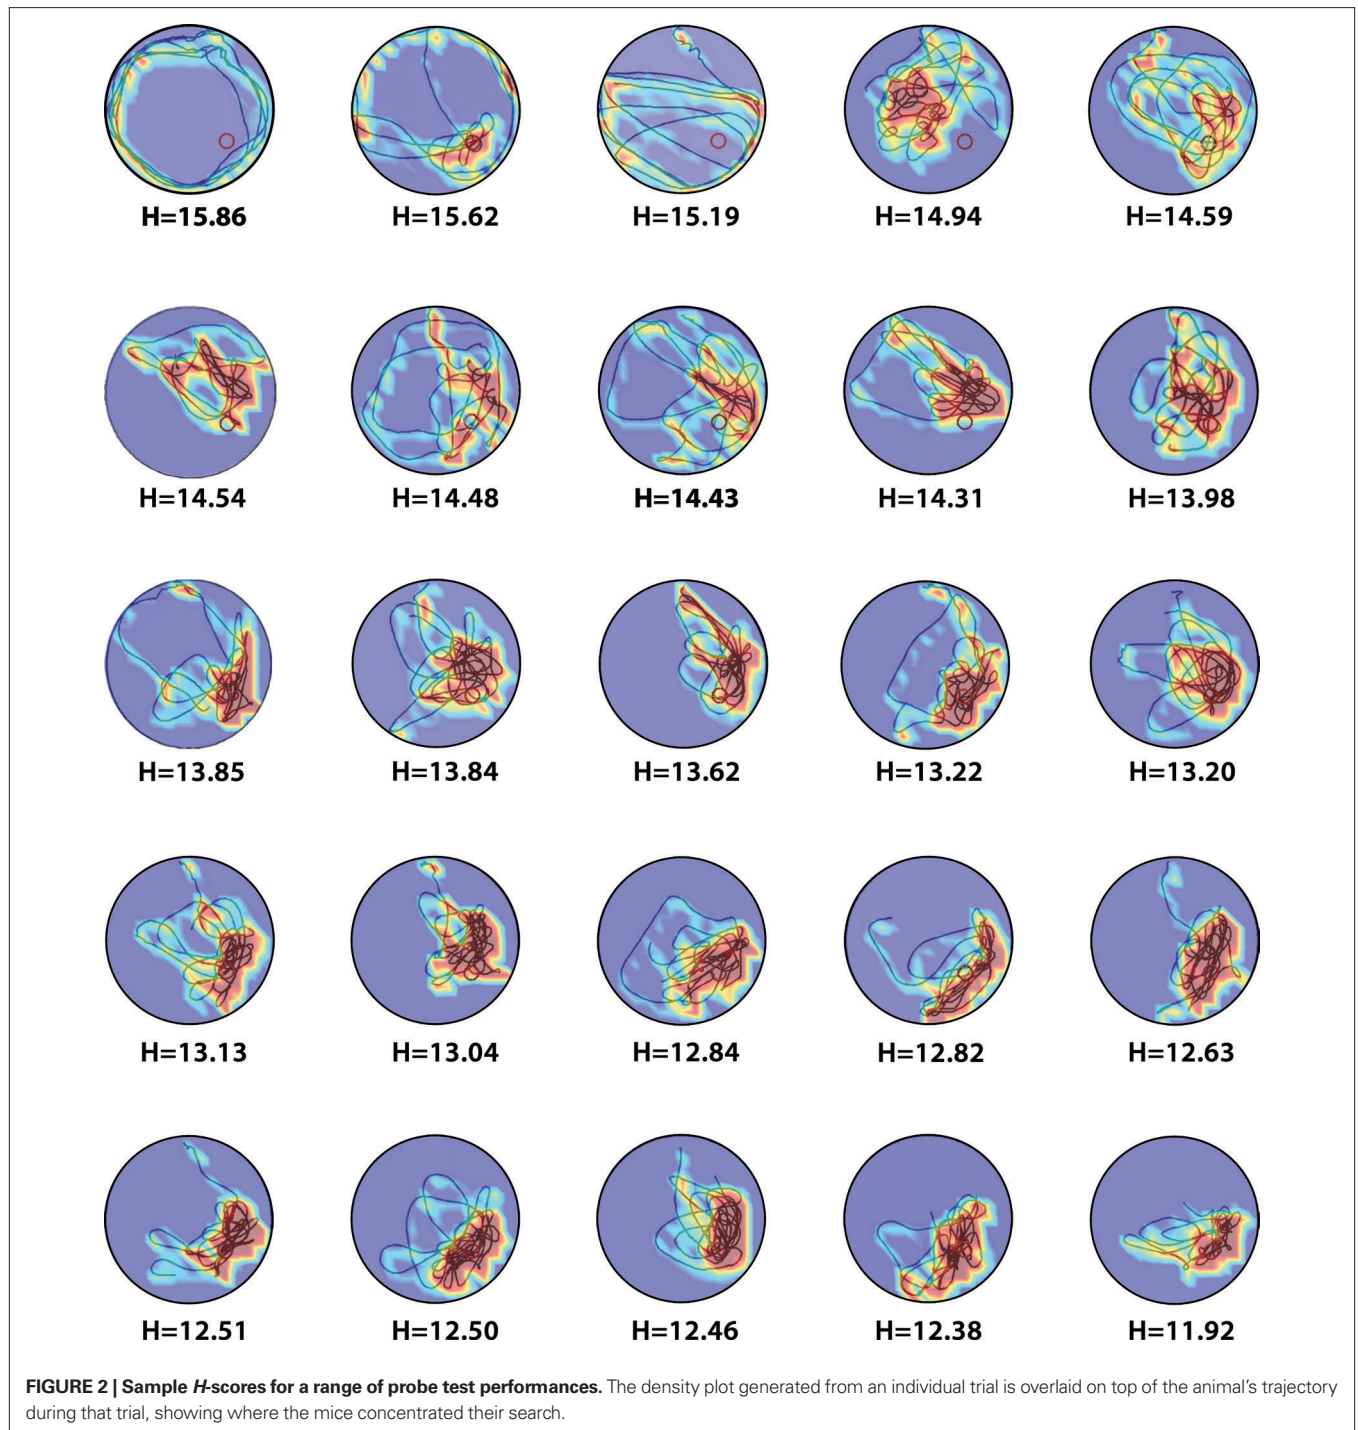 H=15.86 H=15.62 H=15.19 H=14.94 H=14.59
H=14.54 H=14.48 H=14.43 H=14.31 H=13.98
H=13.85 H=13.84 H=13.62 H=13.22 H=13.20
H=13.13 H=13.04 H=12.84 H=12.82 H=12.63
H=12.51 H=12.50 H=12.46 H=12.38 H=11.92
FIGURE 2 | Sample H-scores for a range of probe test performances. The density plot generated from an individual trial is overlaid on top of the animal's trajectory
during that trial, showing where the mice concentrated their search.